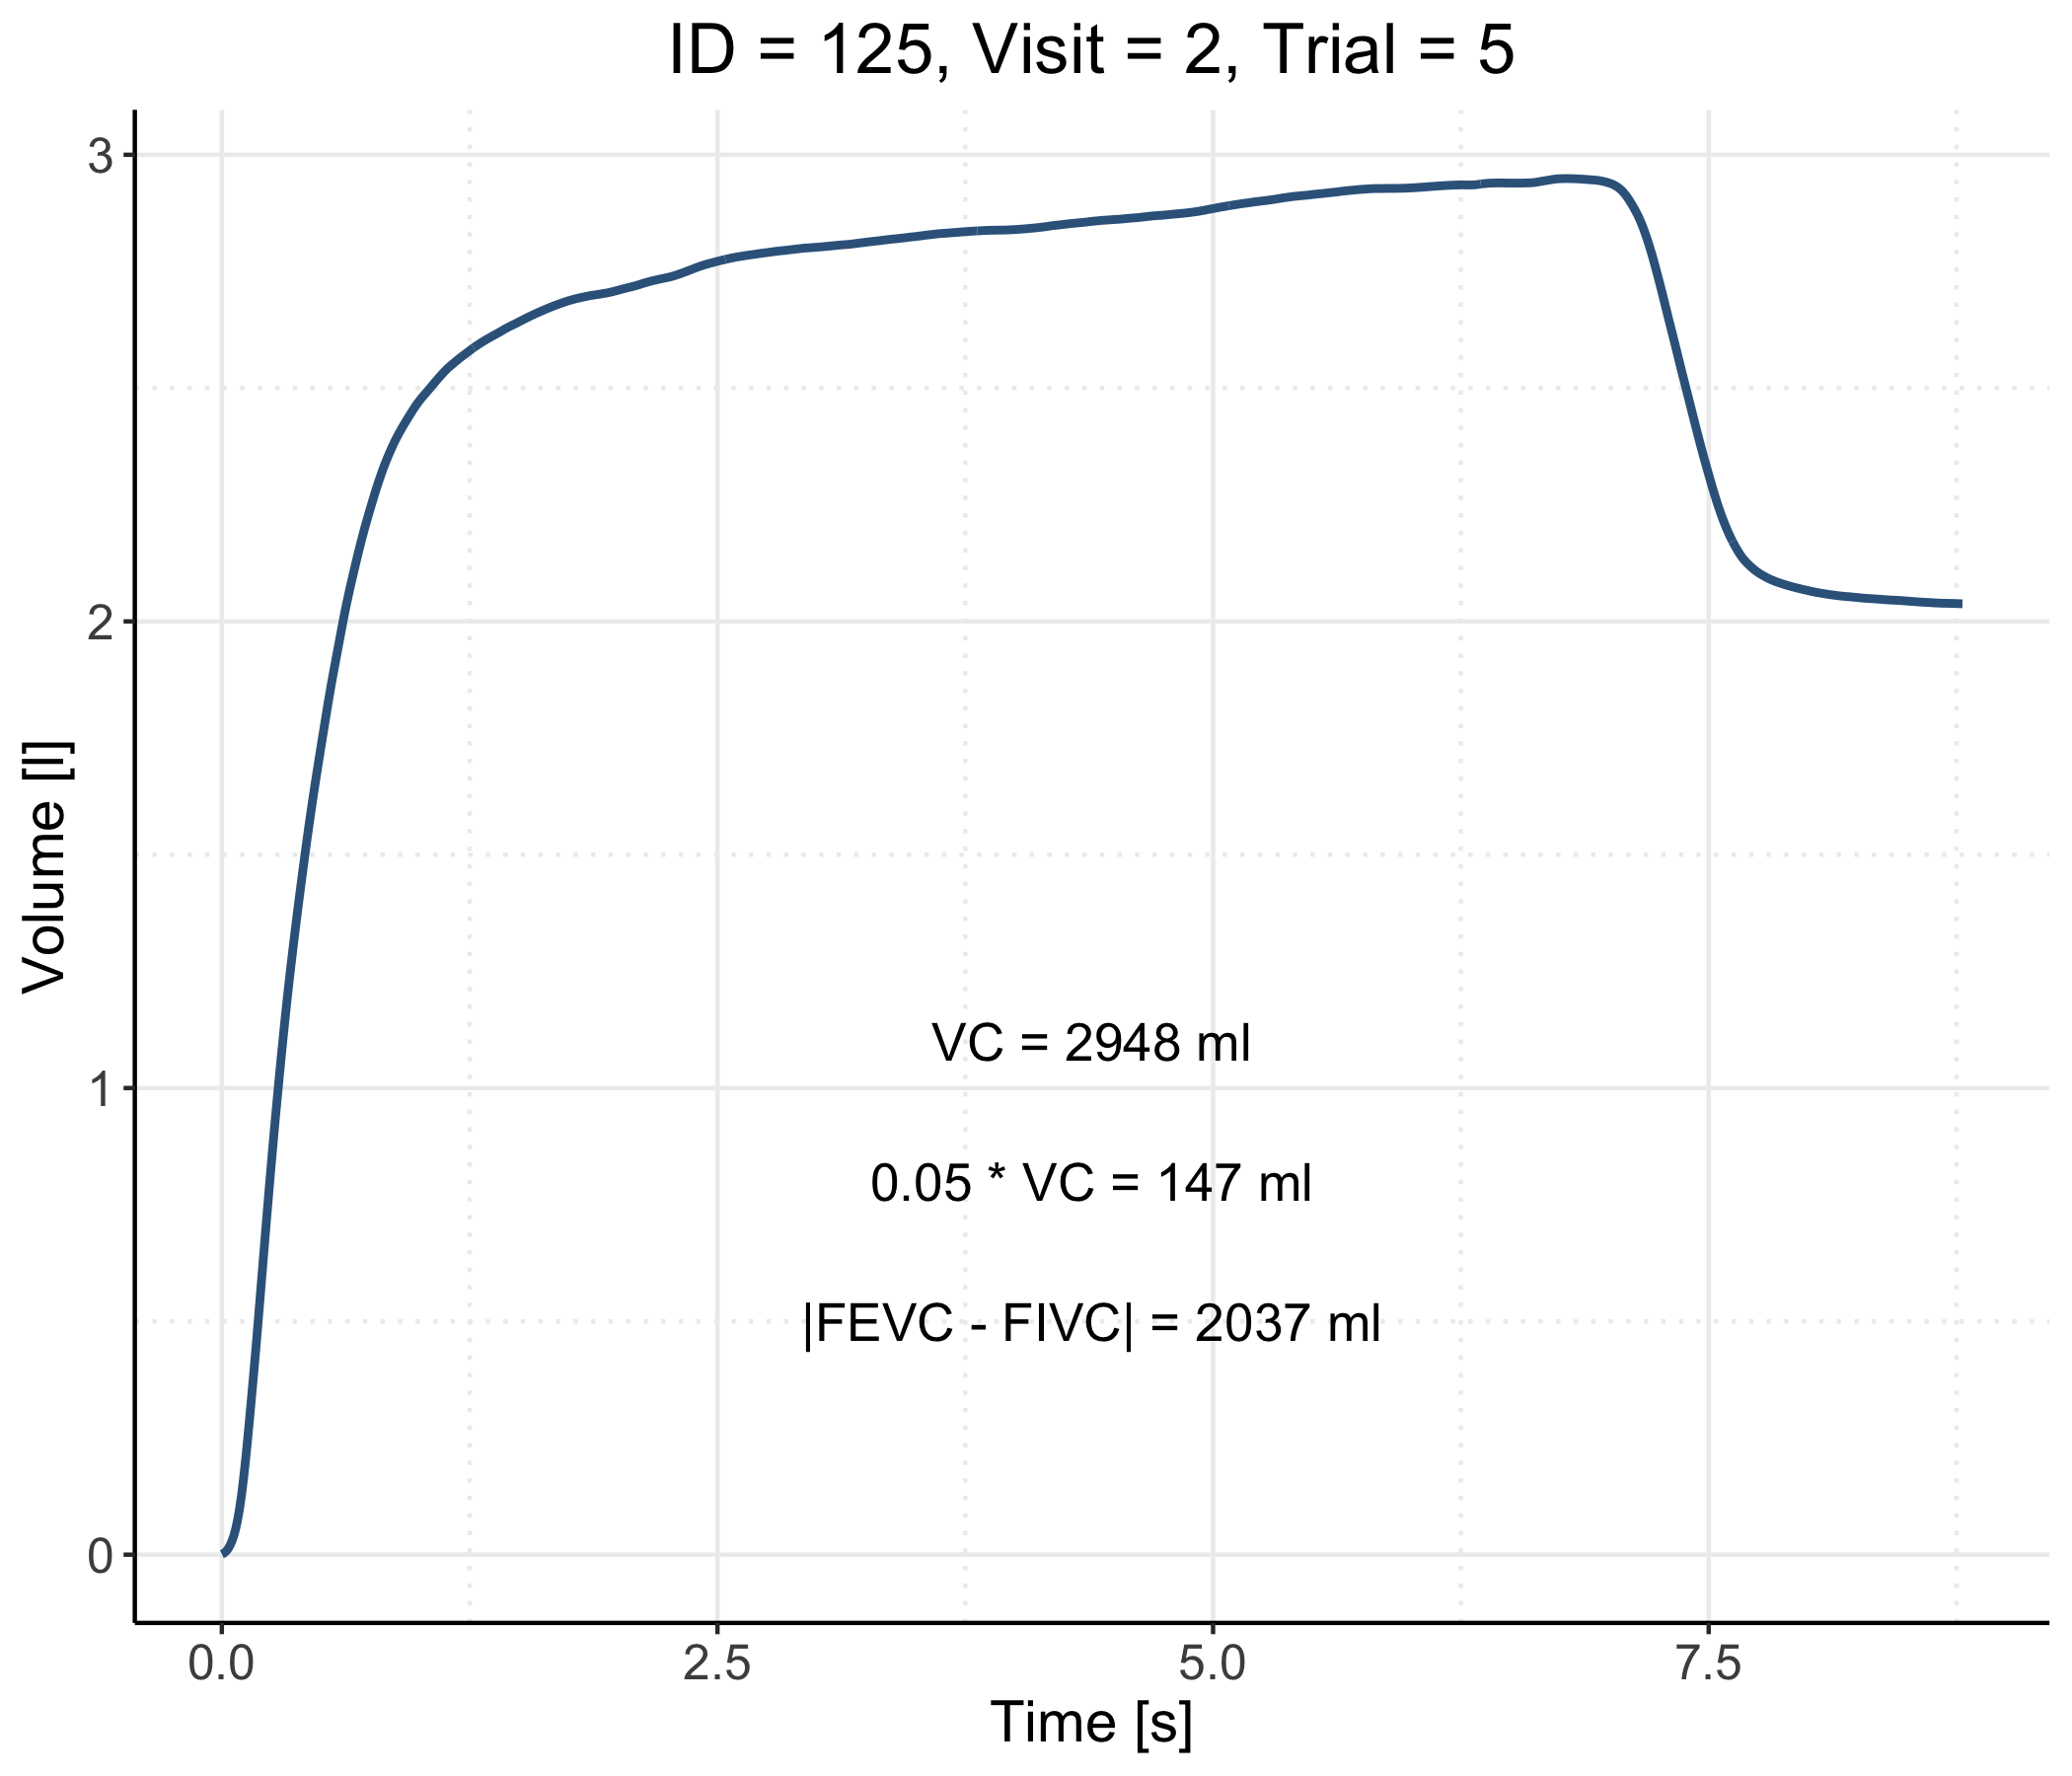 ID = 125, Visit = 2, Trial = 5
3
2
1
0
Volume [l]
VC = 2948 ml
0.05 * VC = 147 ml
|FEVC - FIVC| = 2037 ml
0.0 2.5 5.0 7.5
Time [s]